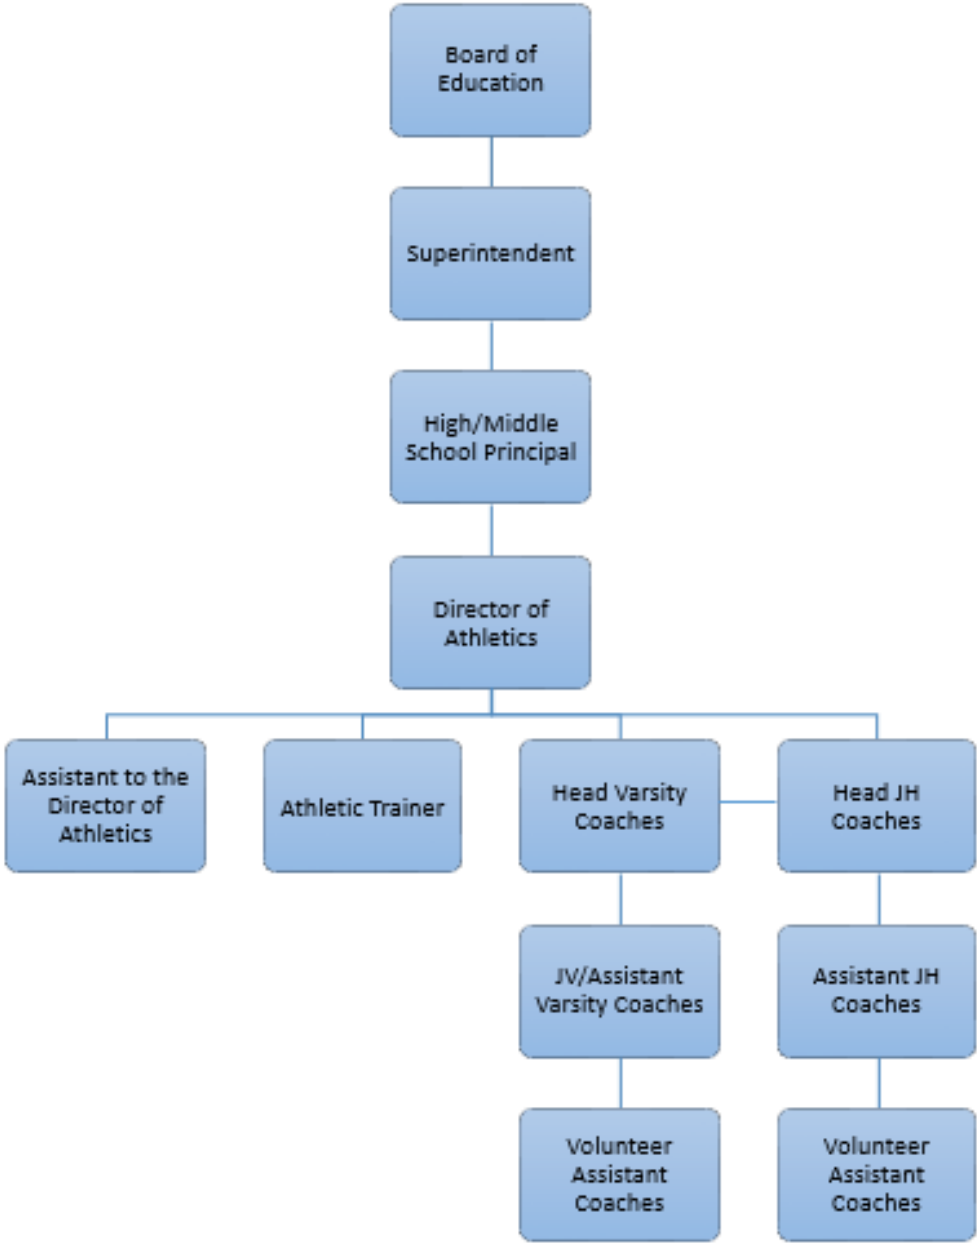 Board of
Education
Superintendent
High/Middle
School Principal
Director of
Athletics
Assistant to the
Director of
Athletics
Athletic Trainer
Head Varsity
Coaches
Head JH
Coaches
JV/Assistant
Varsity Coaches
Assistant JH
Coaches
Volunteer
Assistant
Coaches
Volunteer
Assistant
Coaches